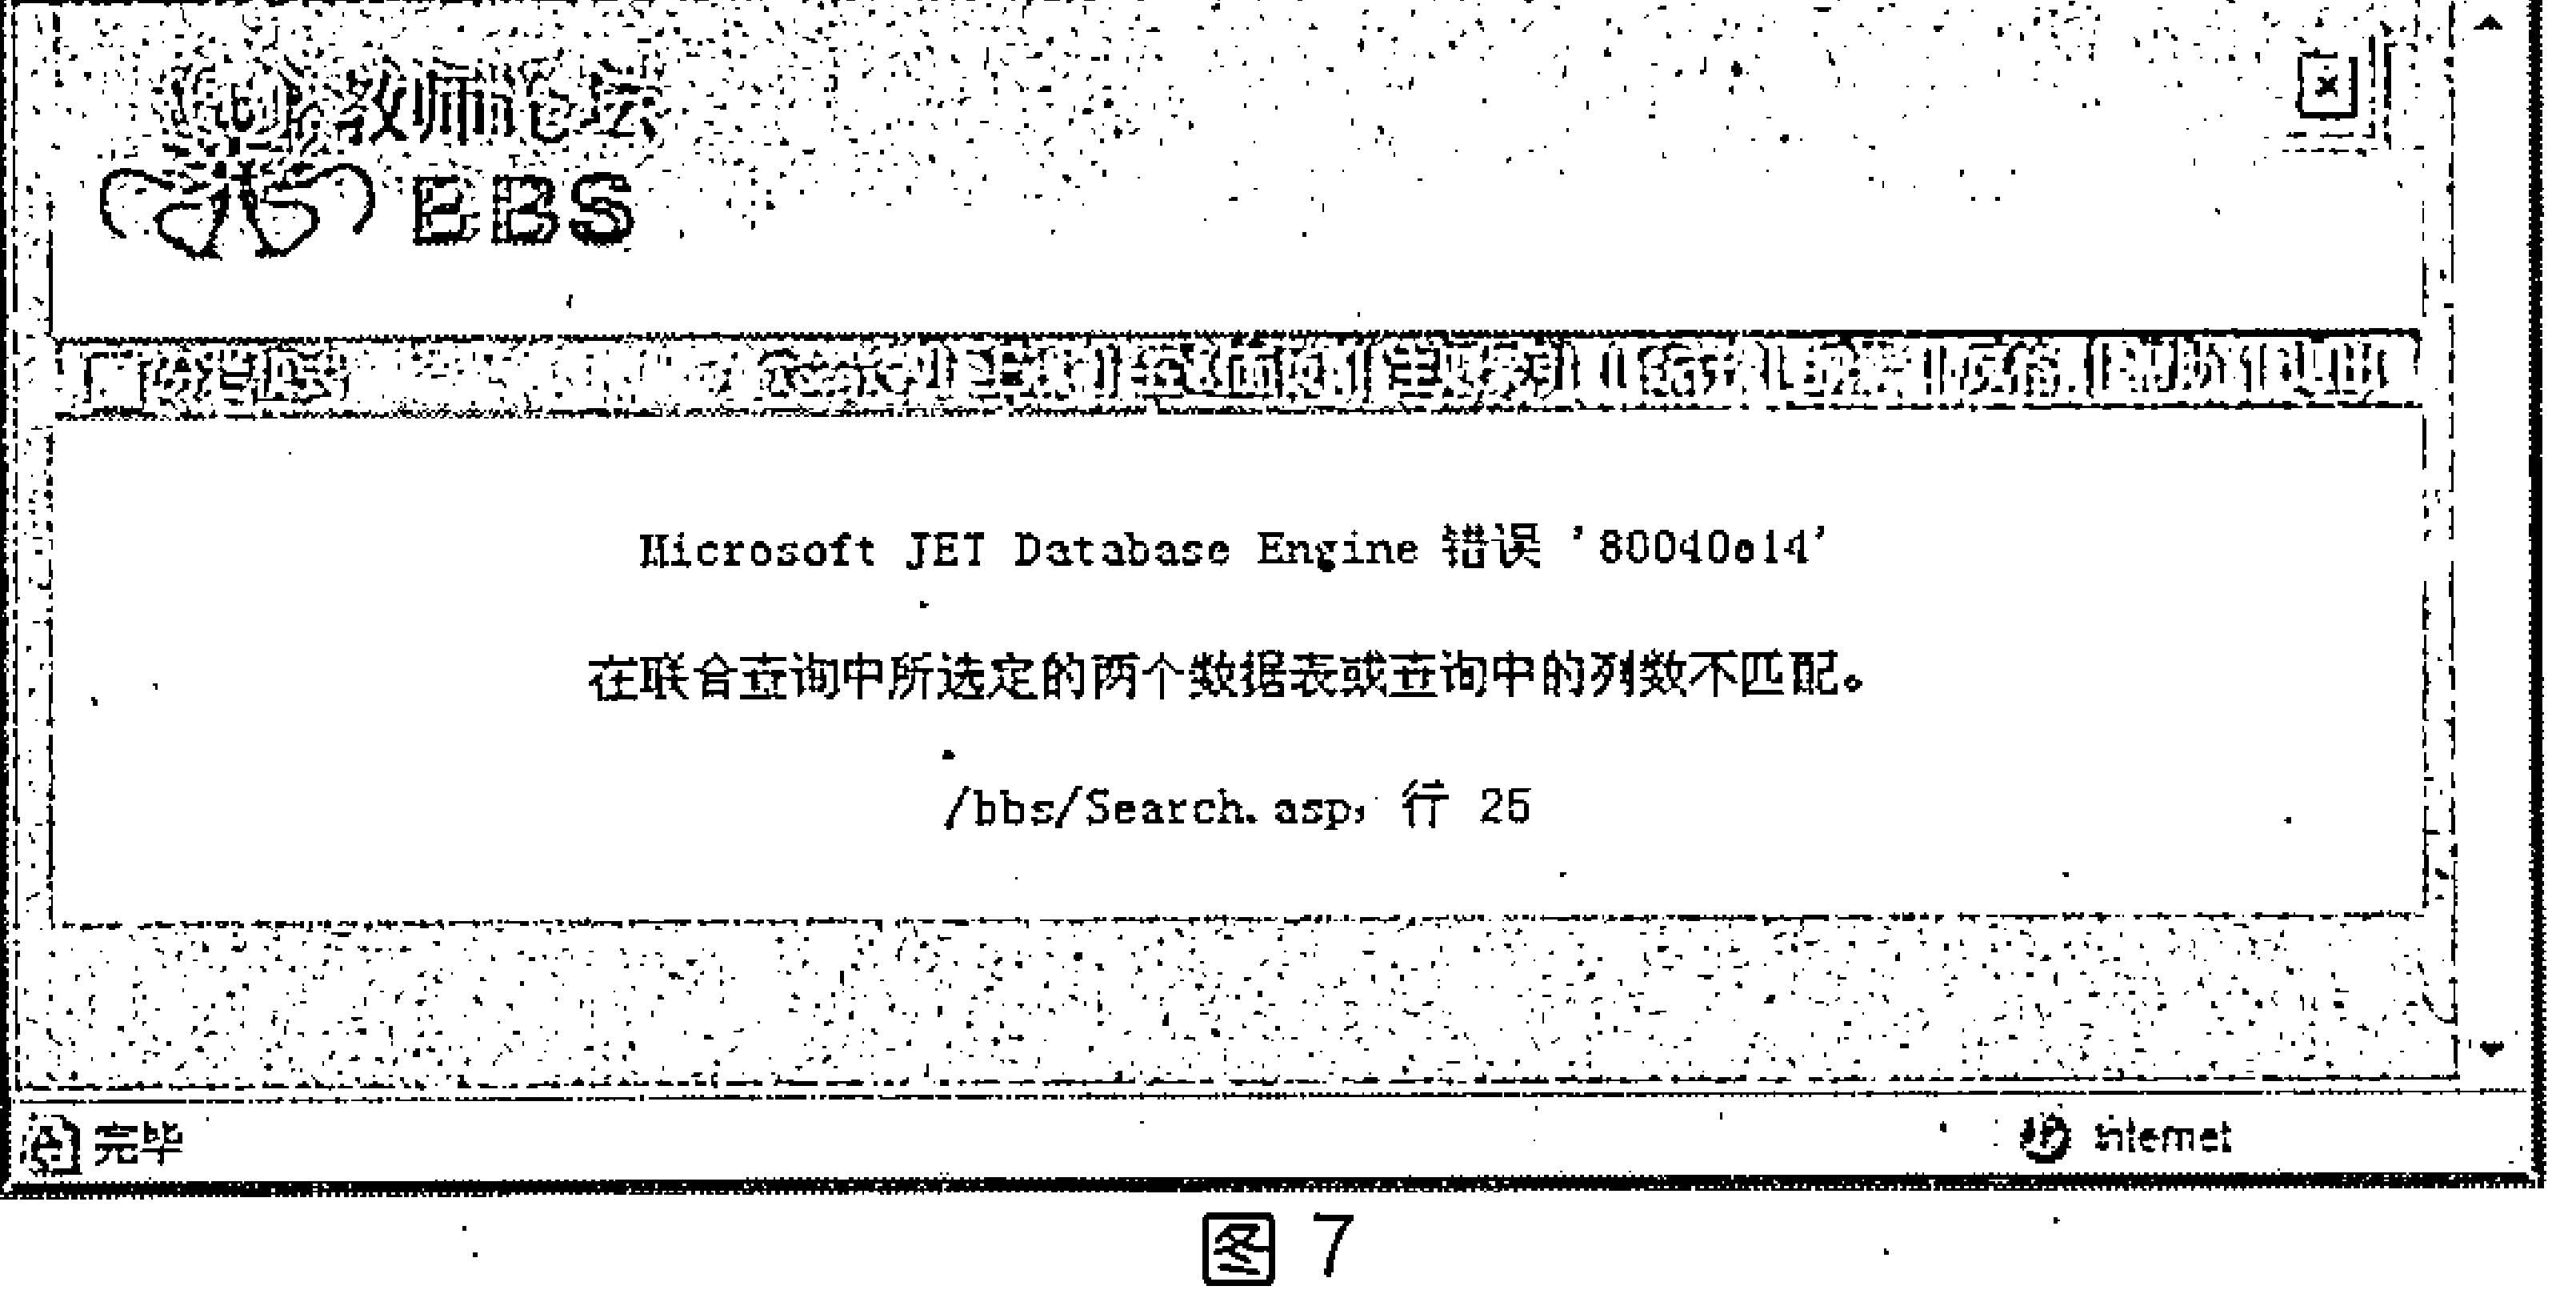 教师论坛
BBS
Microsoft JET Database Engine 错误 '80040e14'
在联合查询中所选定的两个数据表或查询中的列数不匹配。
/bbs/Search.asp, 行 25
完毕
Internet
图 7